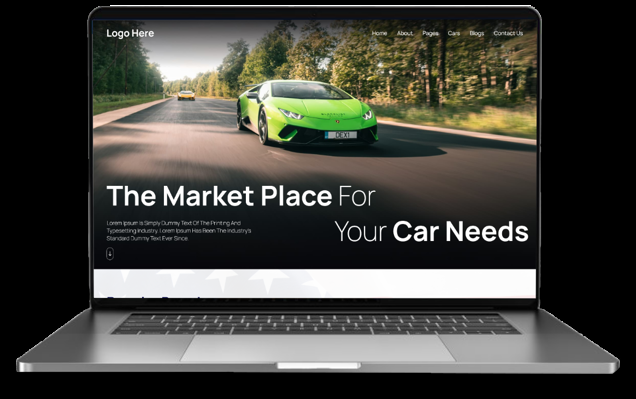 Logo Here
Home About Pages Cars Blogs Contact Us
The Market Place For
Your Car Needs
Lorem Ipsum Is Simply Dummy Text Of The Printing And
Typesetting Industry. Lorem Ipsum Has Been The Industry's
Standard Dummy Text Ever Since